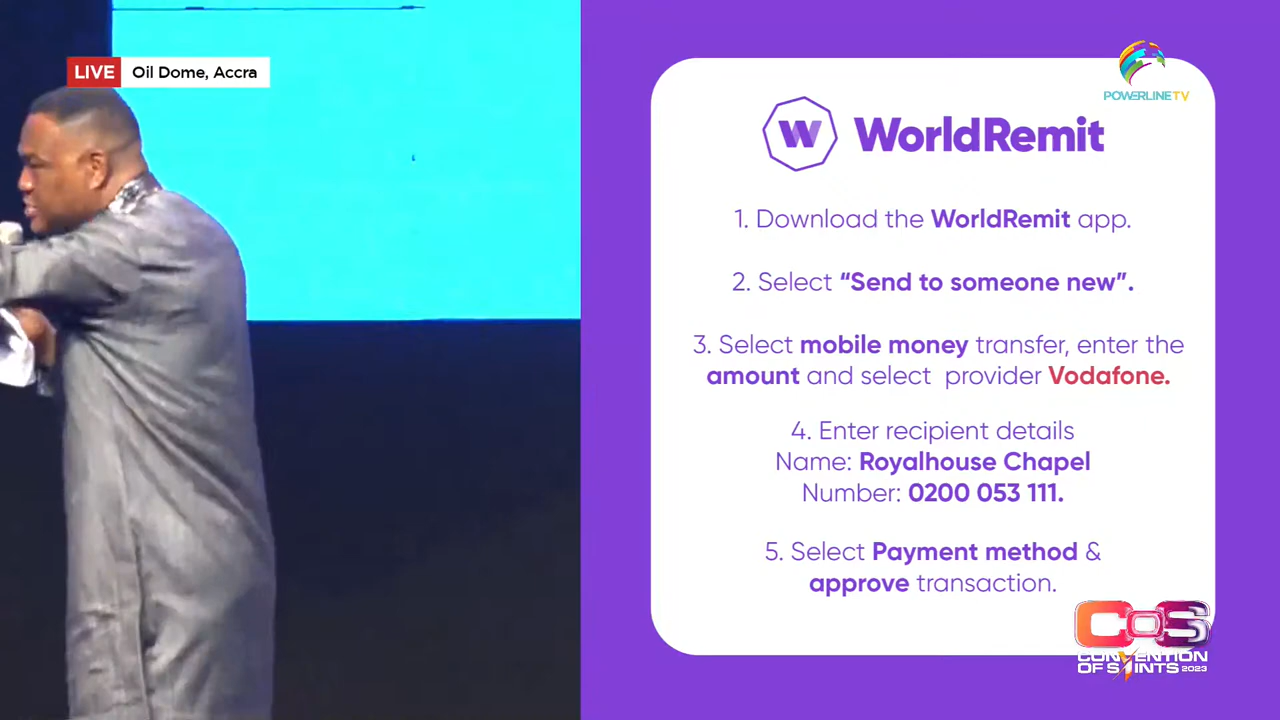 LIVE Oil Dome, Accra
POWERLINETV
W WorldRemit
1. Download the WorldRemit app.
2. Select “Send to someone new”.
3. Select mobile money transfer, enter the
amount and select provider Vodafone.
4. Enter recipient details
Name: Royalhouse Chapel
Number: 0200 053 111.
5. Select Payment method &
approve transaction.
COS
CONVENTION
OF SAINTS 2023